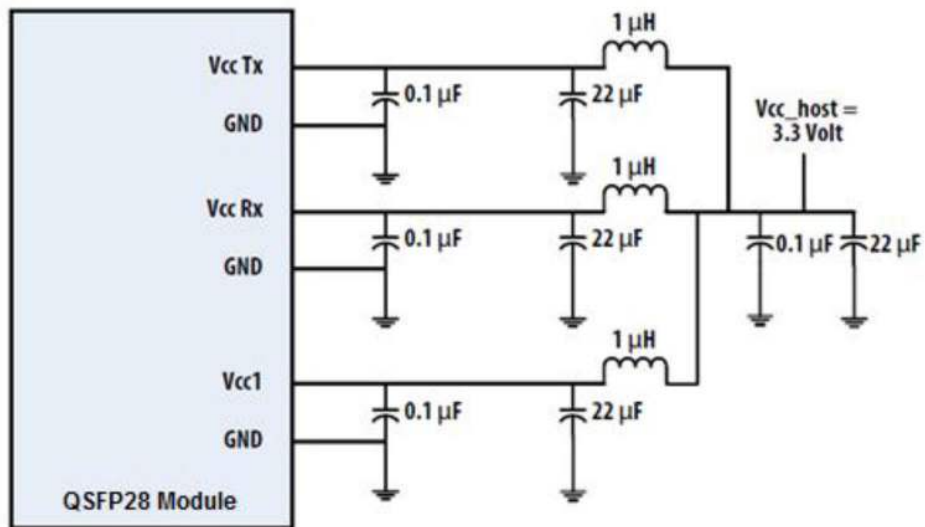 1 µH
Vcc Tx
0.1 µF
22 µF
GND
Vcc_host =
3.3 Volt
1 µH
Vcc Rx
0.1 µF
22 µF
0.1 µF
22 µF
GND
1 µH
Vcc1
0.1 µF
22 µF
GND
QSFP28 Module